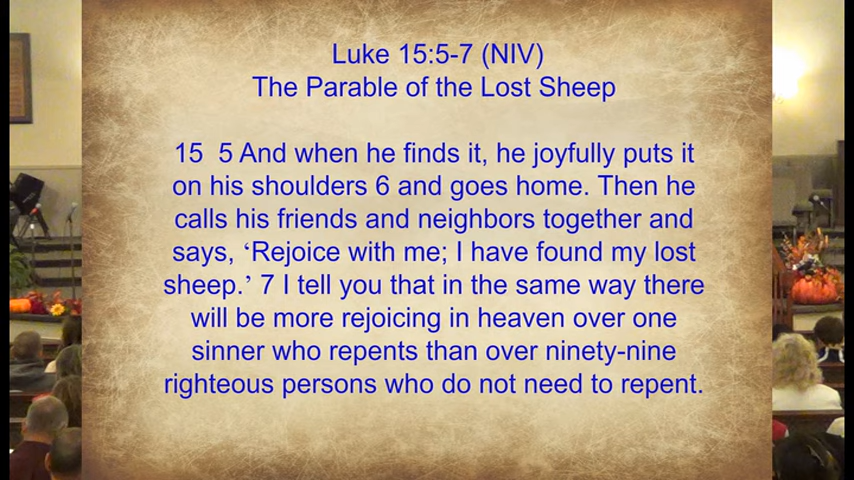 Luke 15:5-7 (NIV)
The Parable of the Lost Sheep
15  5 And when he finds it, he joyfully puts it
on his shoulders 6 and goes home. Then he
calls his friends and neighbors together and
says, ‘Rejoice with me; I have found my lost
sheep.’ 7 I tell you that in the same way there
will be more rejoicing in heaven over one
sinner who repents than over ninety-nine
righteous persons who do not need to repent.